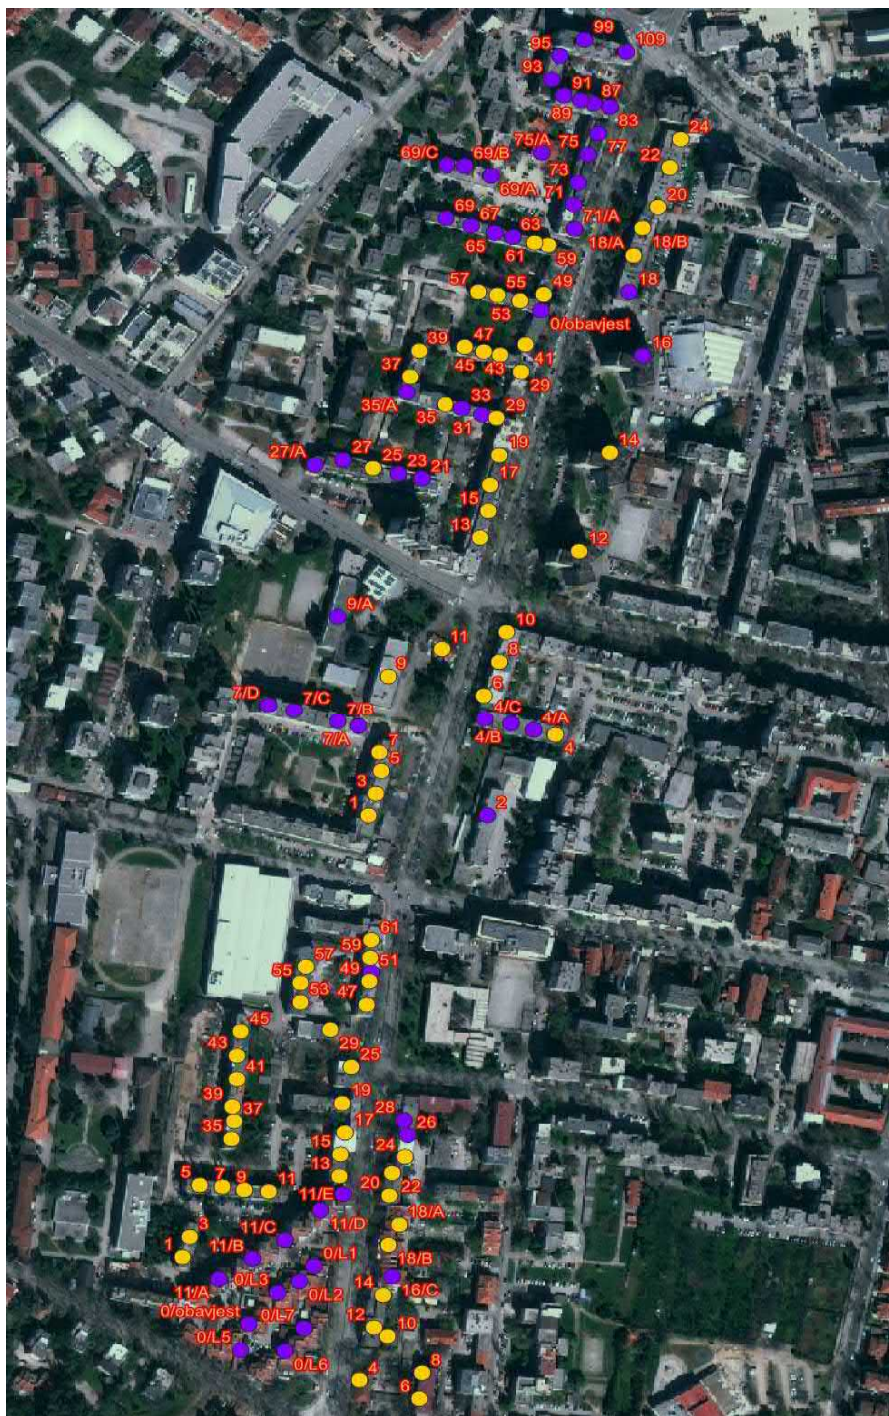 99
95
109
93
91
87
89
83
24
75/A
75
77
22
69/C
69/B
73
69/A
71
20
69
67
63
71/A
18/A
18/B
65
61
59
57
55
49
18
53
0/obavjest
39
47
41
16
37
45
43
29
35/A
33
35
31
29
27/A
27
25
23
21
19
14
17
15
13
12
9/A
10
11
8
9
6
7/D
7/C
7/B
4/C
4/A
7/A
4/B
4
7
5
3
1
2
61
59
57
51
55
49
53
47
45
29
43
25
41
39
37
19
28
26
35
17
15
24
13
5
7
9
11
20
22
11/E
3
11/C
11/D
18/A
1
11/B
0/L1
18/B
0/L3
14
11/A
0/L2
16/C
0/obavjest
0/L7
12
10
0/L5
0/L6
4
8
6